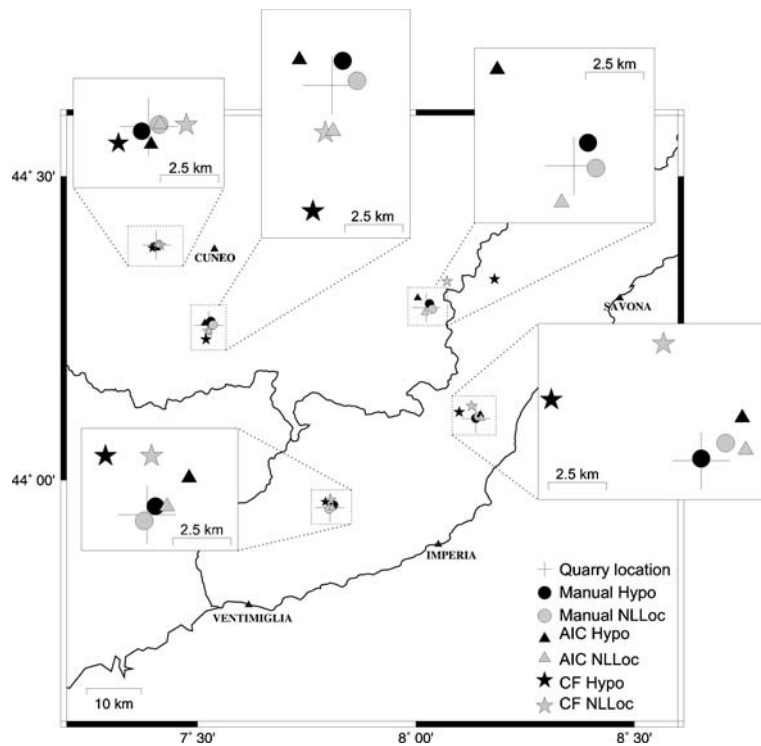 2.5 km
2.5 km
2.5 km
44° 30'
CUNEO
SAVONA
2.5 km
44° 00'
2.5 km
IMPERIA
VENTIMIGLIA
Quarry location
Manual Hypo
Manual NLLoc
AIC Hypo
AIC NLLoc
CF Hypo
CF NLLoc
10 km
7° 30'
8° 00'
8° 30'